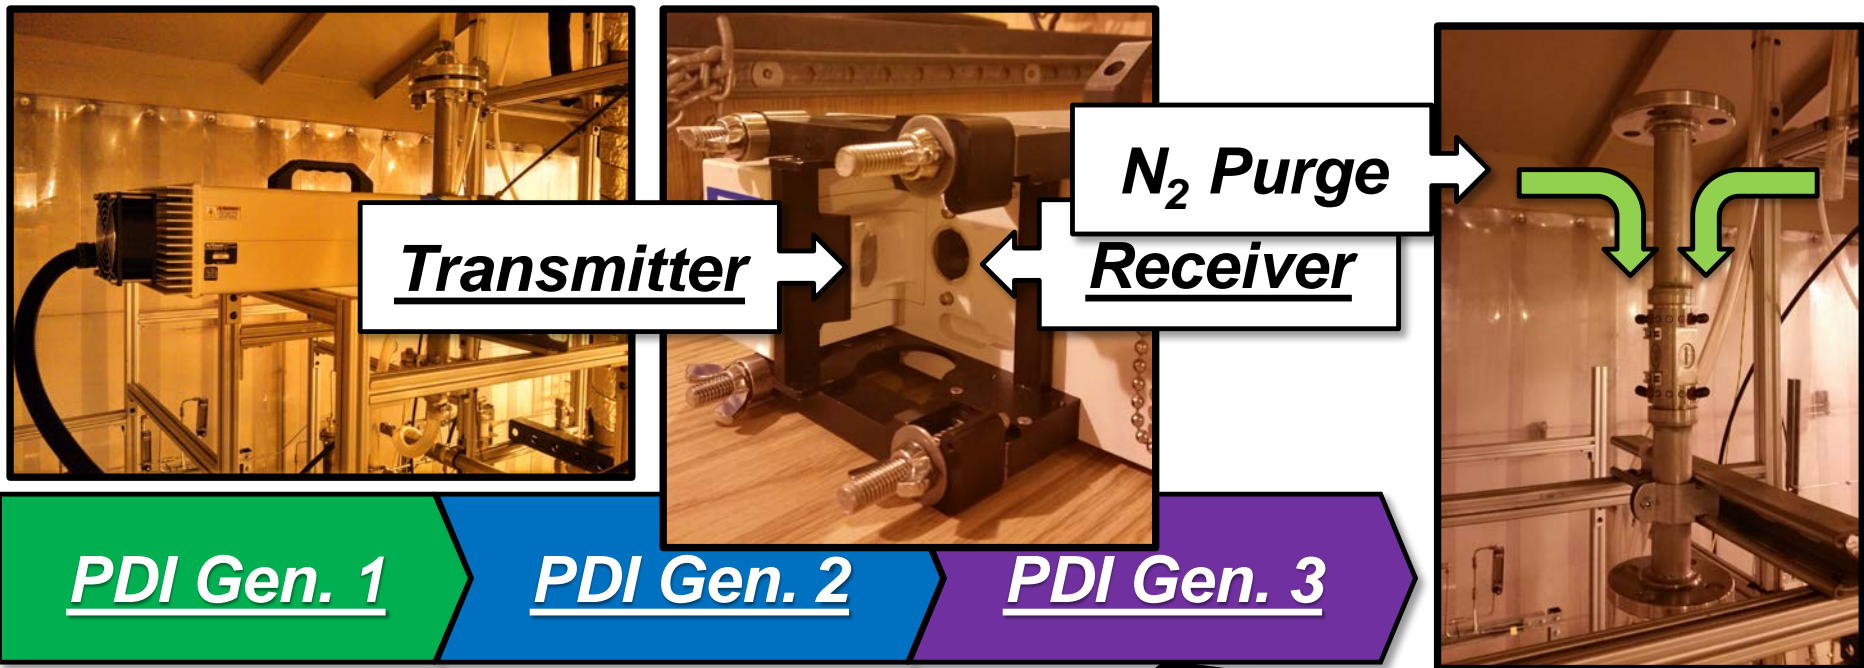 N₂ Purge
Transmitter
Receiver
PDI Gen. 1
PDI Gen. 2
PDI Gen. 3